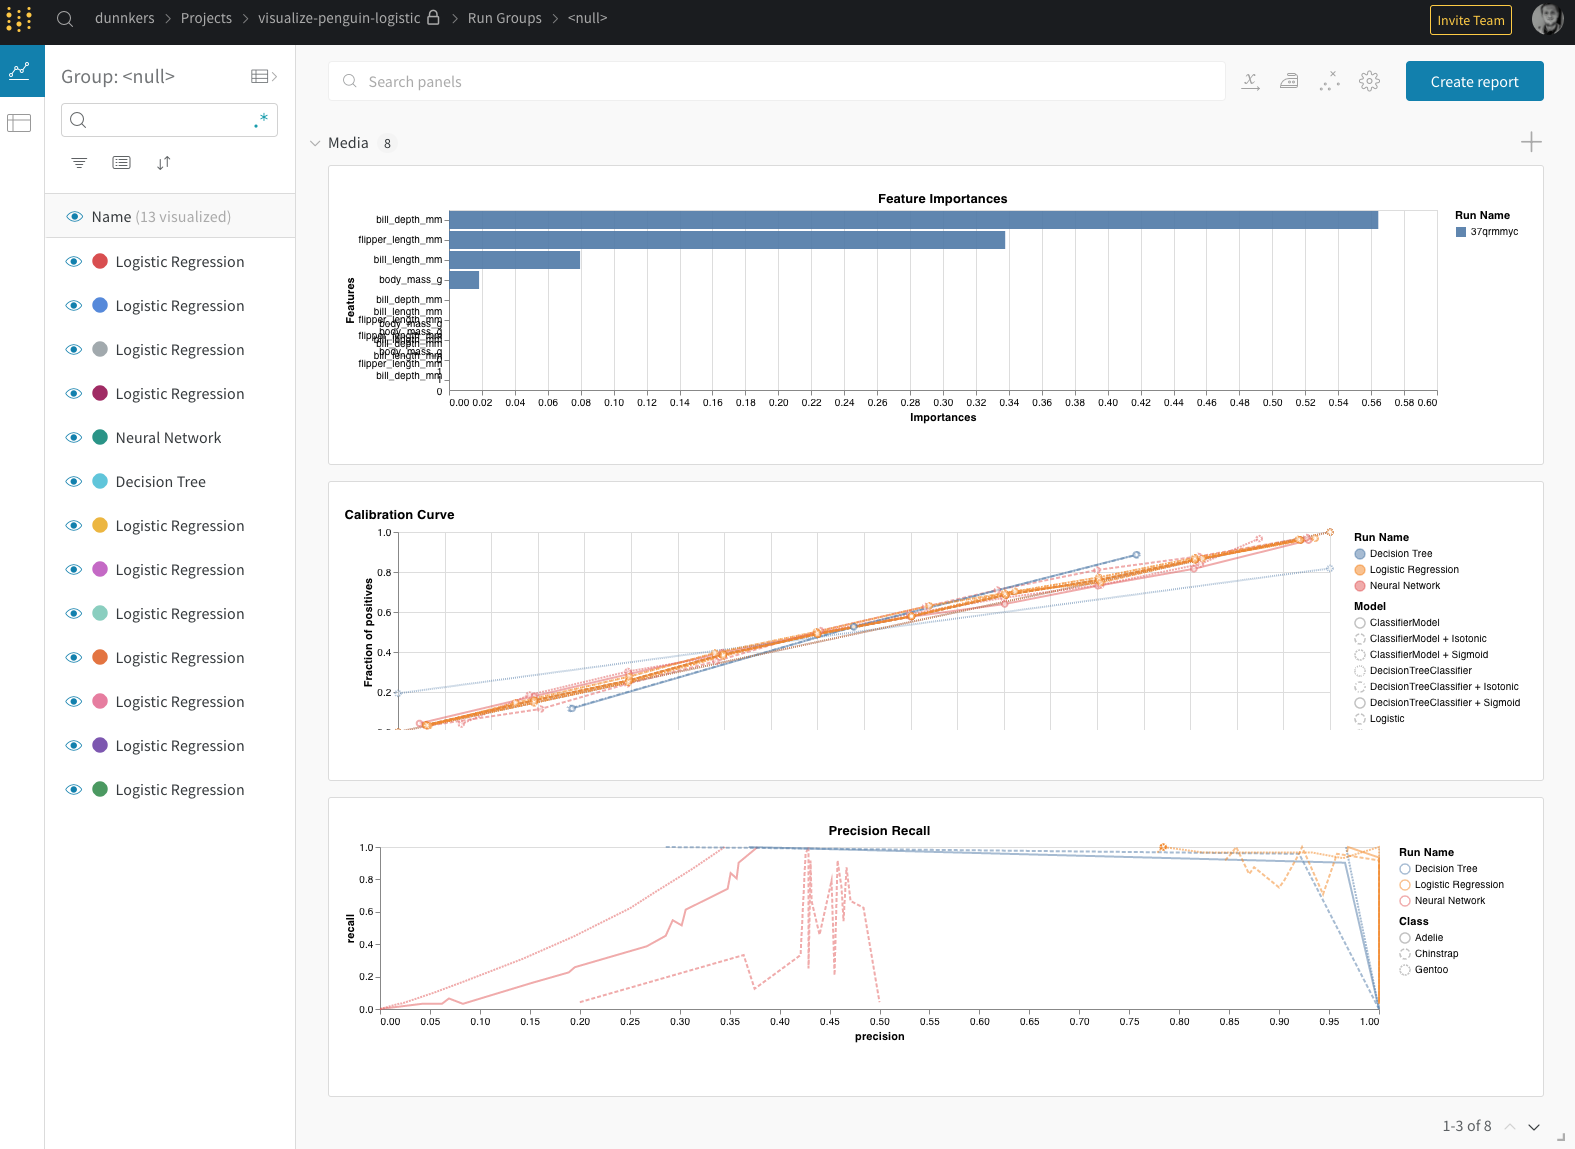 dunnkers > Projects > visualize-penguin-logistic > Run Groups > <null>
Invite Team
Group: <null>
Search panels
Create report
Name (13 visualized)
Logistic Regression
Logistic Regression
Logistic Regression
Logistic Regression
Neural Network
Decision Tree
Logistic Regression
Logistic Regression
Logistic Regression
Logistic Regression
Logistic Regression
Logistic Regression
Logistic Regression
Media 8
Feature Importances
Features
bill_depth_mm
flipper_length_mm
bill_length_mm
body_mass_g
bill_depth_mm
bill_length_mm
flipper_length_mm
bill_depth_mm
0
0.00 0.02 0.04 0.06 0.08 0.10 0.12 0.14 0.16 0.18 0.20 0.22 0.24 0.26 0.28 0.30 0.32 0.34 0.36 0.38 0.40 0.42 0.44 0.46 0.48 0.50 0.52 0.54 0.56 0.58 0.60
Importances
Run Name
37qrmmyc
Calibration Curve
Fraction of positives
1.0
0.8
0.6
0.4
0.2
Run Name
Decision Tree
Logistic Regression
Neural Network
Model
ClassifierModel
ClassifierModel + Isotonic
ClassifierModel + Sigmoid
DecisionTreeClassifier
DecisionTreeClassifier + Isotonic
DecisionTreeClassifier + Sigmoid
Logistic
Precision Recall
recall
1.0
0.8
0.6
0.4
0.2
0.0
0.00 0.05 0.10 0.15 0.20 0.25 0.30 0.35 0.40 0.45 0.50 0.55 0.60 0.65 0.70 0.75 0.80 0.85 0.90 0.95 1.00
precision
Run Name
Decision Tree
Logistic Regression
Neural Network
Class
Adelie
Chinstrap
Gentoo
1-3 of 8